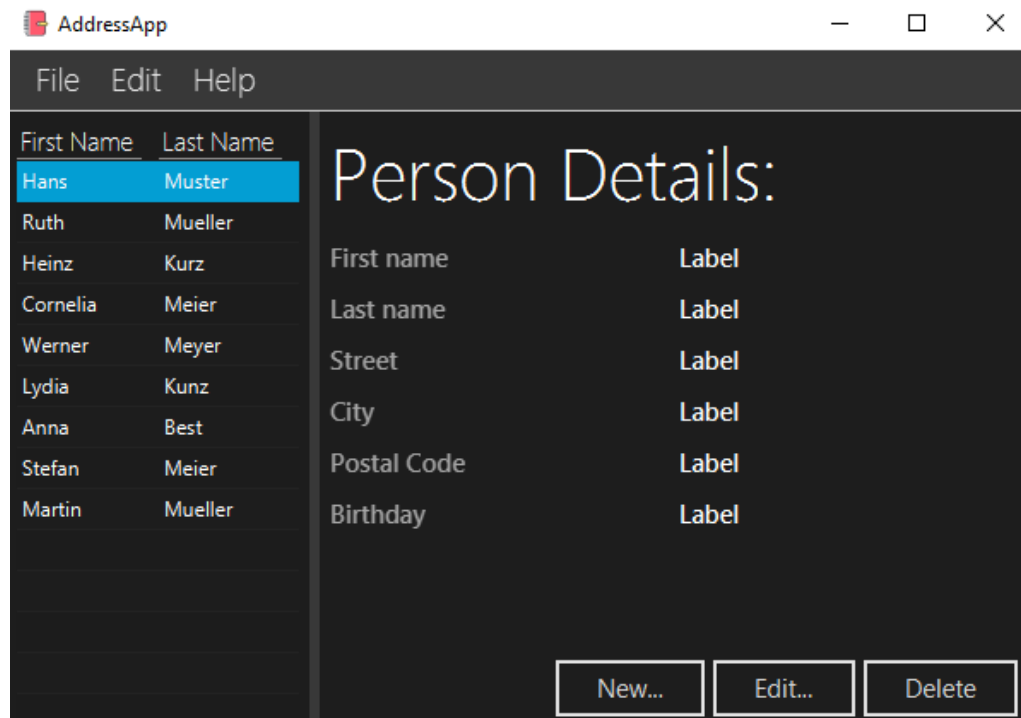 AddressApp
File Edit Help
First Name Last Name
Hans Muster
Ruth Mueller
Heinz Kurz
Cornelia Meier
Werner Meyer
Lydia Kunz
Anna Best
Stefan Meier
Martin Mueller
Person Details:
First name Label
Last name Label
Street Label
City Label
Postal Code Label
Birthday Label
New... Edit... Delete